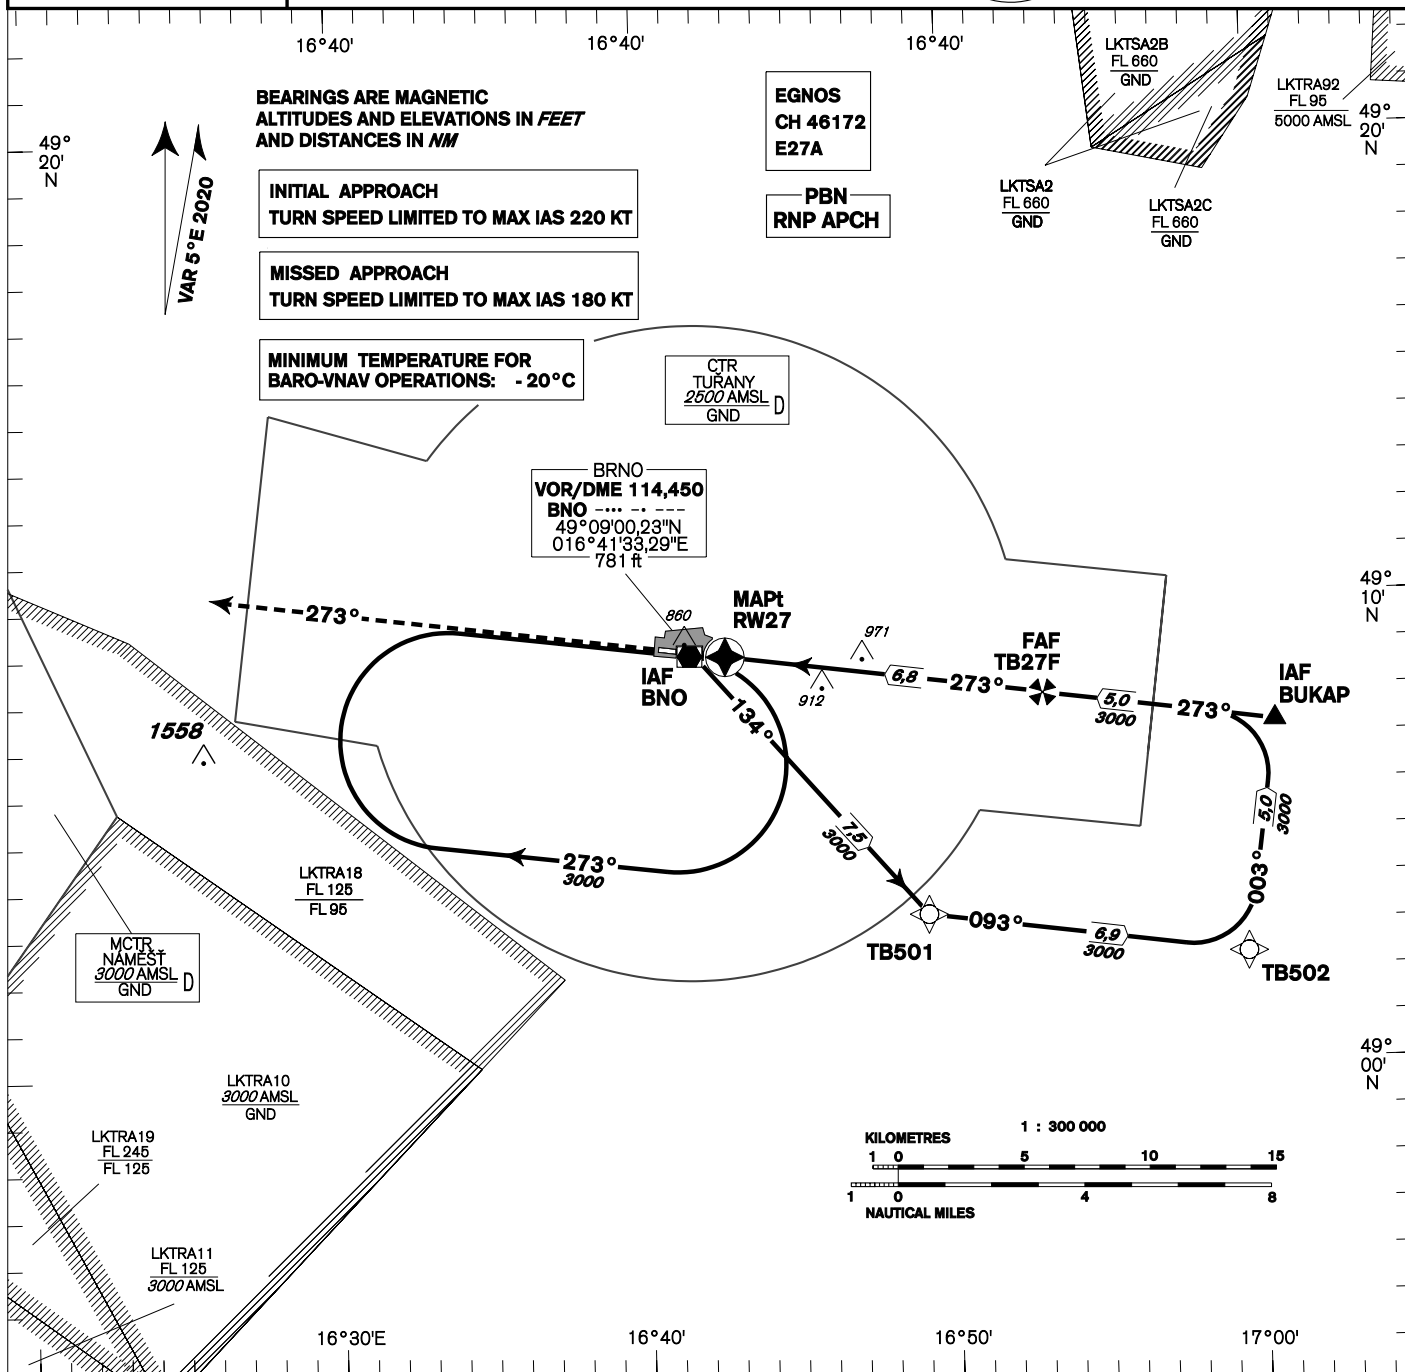 16°40'
16°40'
16°40'
BEARINGS ARE MAGNETIC
ALTITUDES AND ELEVATIONS IN FEET
AND DISTANCES IN NM
INITIAL APPROACH
TURN SPEED LIMITED TO MAX IAS 220 KT
MISSED APPROACH
TURN SPEED LIMITED TO MAX IAS 180 KT
MINIMUM TEMPERATURE FOR
BARO-VNAV OPERATIONS: - 20°C
49°
20'
N
VAR 5°E 2020
EGNOS
CH 46172
E27A
PBN
RNP APCH
LKTSA2B
FL 660
GND
LKTRA92
FL 95
5000 AMSL
49°
20'
N
LKTSA2
FL 660
GND
LKTSA2C
FL 660
GND
CTR
TUŘANY
2500 AMSL
GND
D
BRNO
VOR/DME 114,450
BNO -··· -· ---
49°09'00,23"N
016°41'33,29"E
781 ft
49°
10'
N
273°
860
MAPt
RW27
971
912
6,8
273°
FAF
TB27F
5,0
3000
273°
IAF
BUKAP
IAF
BNO
134°
1558
7,5
3000
5,0
3000
003°
273°
3000
LKTRA18
FL 125
FL 95
TB501
093°
6,9
3000
TB502
MCTR
NÁMĚŠŤ
3000 AMSL
GND
D
49°
00'
N
LKTRA10
3000 AMSL
GND
LKTRA19
FL 245
FL 125
LKTRA11
FL 125
3000 AMSL
1 : 300 000
KILOMETRES
1 0 5 10 15
1 0 4 8
NAUTICAL MILES
16°30'E
16°40'
16°50'
17°00'